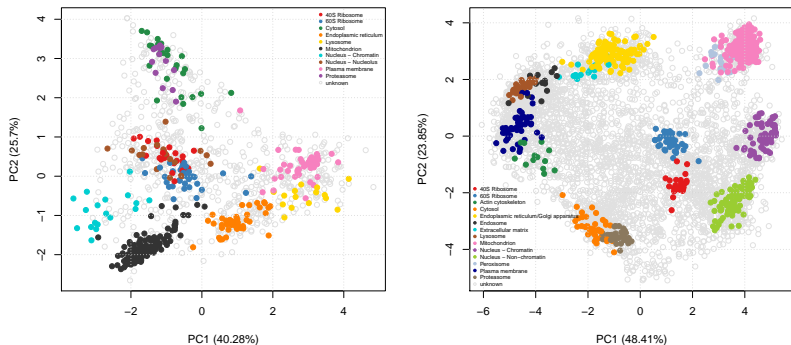 40S Ribosome
60S Ribosome
Cytosol
Endoplasmic reticulum
Lysosome
Mitochondrion
Nucleus − Chromatin
Nucleus − Nucleolus
Plasma membrane
Proteasome
unknown
4
3
2
1
0
−1
−2
PC2 (25.7%)
−2
0
2
4
PC1 (40.28%)
4
2
0
−2
−4
PC2 (23.85%)
40S Ribosome
60S Ribosome
Actin cytoskeleton
Cytosol
Endoplasmic reticulum/Golgi apparatus
Endosome
Extracellular matrix
Lysosome
Mitochondrion
Nucleus − Chromatin
Nucleus − Non−chromatin
Peroxisome
Plasma membrane
Proteasome
unknown
−6
−4
−2
0
2
4
PC1 (48.41%)